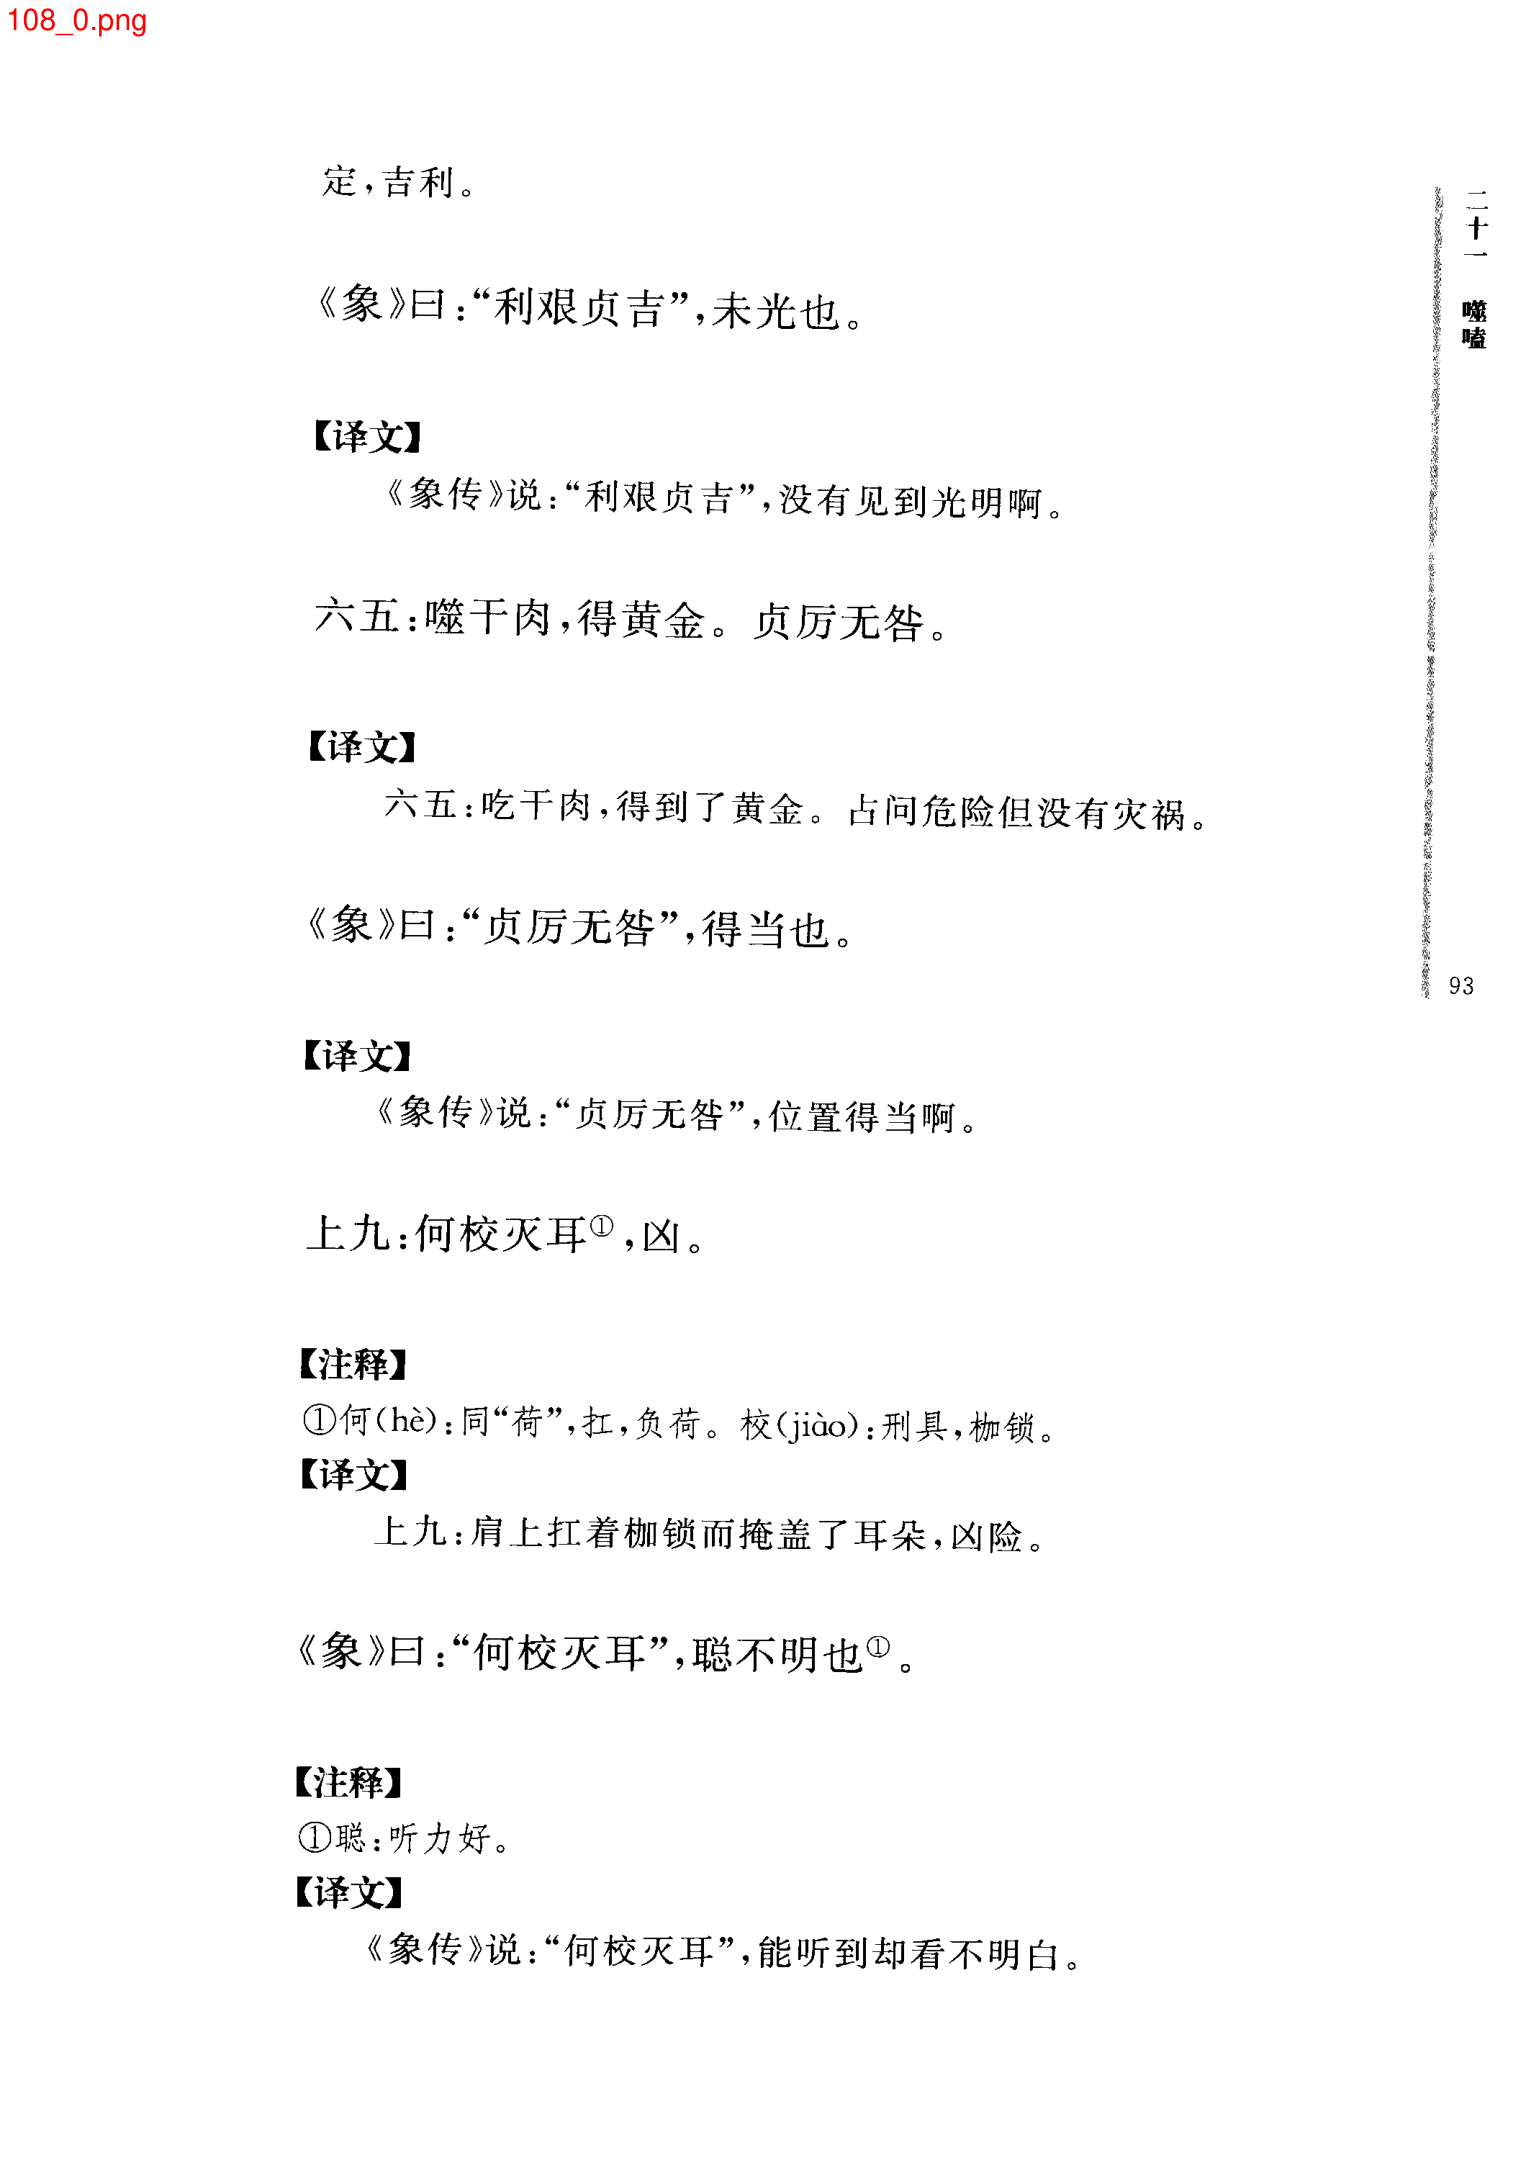 108_0.png
定，吉利。
《象》曰：“利艰贞吉”，未光也。
【译文】
《象传》说：“利艰贞吉”，没有见到光明啊。
六五：噬干肉，得黄金。贞厉无咎。
【译文】
六五：吃干肉，得到了黄金。占问危险但没有灾祸。
《象》曰：“贞厉无咎”，得当也。
【译文】
《象传》说：“贞厉无咎”，位置得当啊。
上九：何校灭耳①，凶。
【注释】
①何(hè)：同“荷”，扛，负荷。校(jiào)：刑具，枷锁。
【译文】
上九：肩上扛着枷锁而掩盖了耳朵，凶险。
《象》曰：“何校灭耳”，聪不明也①。
【注释】
①聪：听力好。
【译文】
《象传》说：“何校灭耳”，能听到却看不明白。
二十一 噬嗑
93